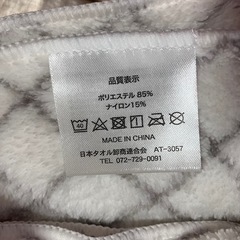 品質表示
ポリエステル 85%
ナイロン15%
40
MADE IN CHINA
日本タオル卸商連合会 AT-3057
TEL 072-729-0091